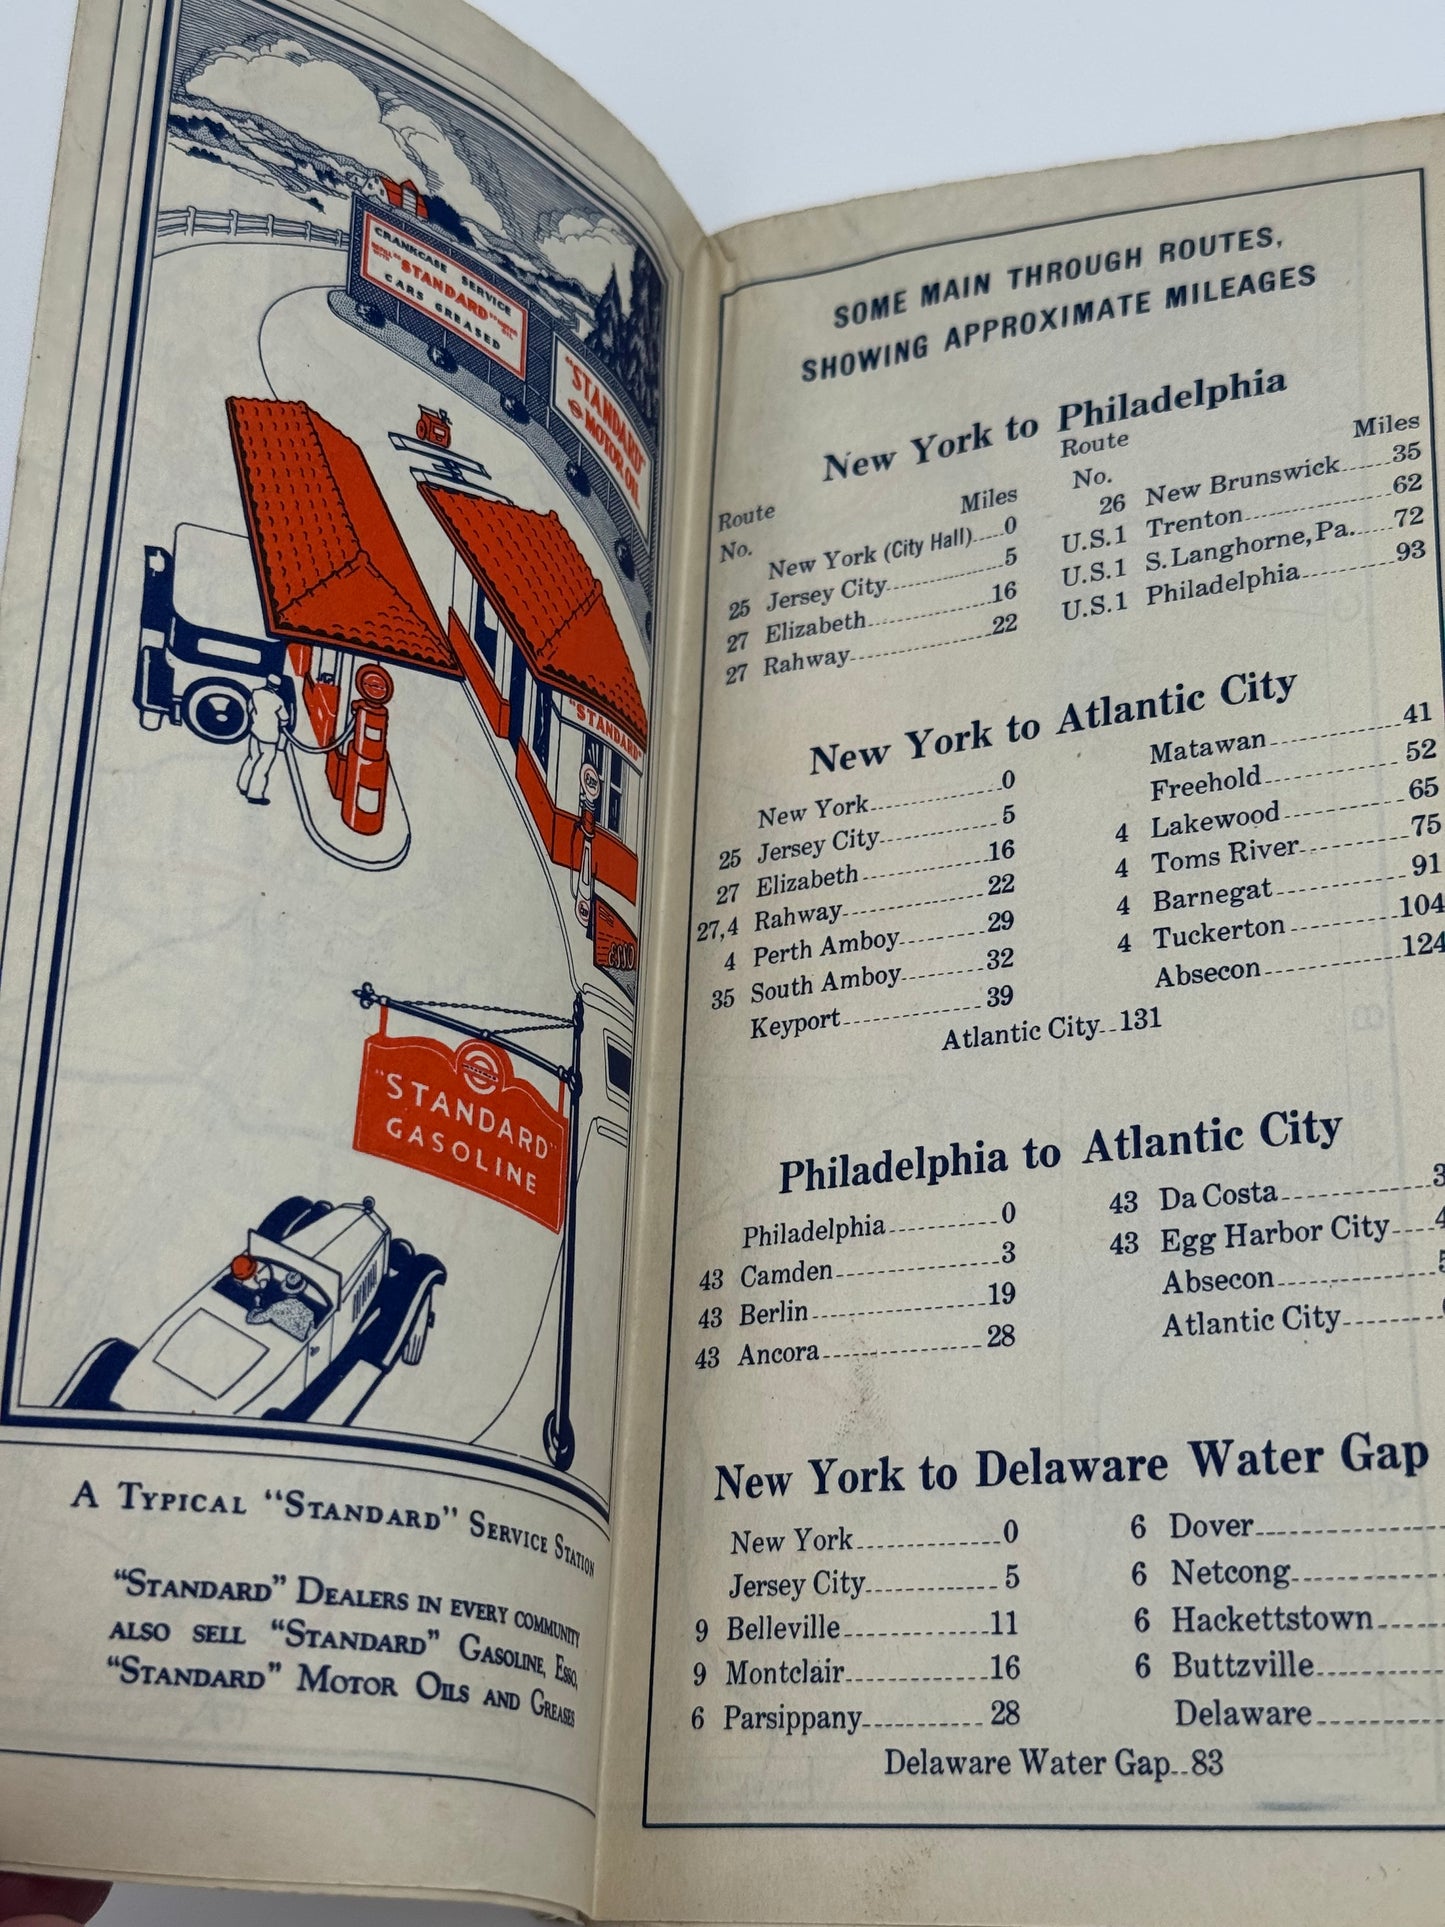 CRANKCASE SERVICE
"STANDARD"
CARS GREASED
"STANDARD"
MOTOR OIL
"STANDARD"
ESSO
"STANDARD"
GASOLINE
A TYPICAL "STANDARD" SERVICE STATION
"STANDARD" DEALERS IN EVERY COMMUNITY
ALSO SELL "STANDARD" GASOLINE, ESSO,
"STANDARD" MOTOR OILS AND GREASES
SOME MAIN THROUGH ROUTES,
SHOWING APPROXIMATE MILEAGES
New York to Philadelphia
Route No. Miles
New York (City Hall) 0
25 Jersey City 5
27 Elizabeth 16
27 Rahway 22
Route No. Miles
26 New Brunswick 35
U.S.1 Trenton 62
U.S.1 S. Langhorne, Pa. 72
U.S.1 Philadelphia 93
New York to Atlantic City
New York 0
25 Jersey City 5
27 Elizabeth 16
27,4 Rahway 22
4 Perth Amboy 29
35 South Amboy 32
Keyport 39
Matawan 41
Freehold 52
4 Lakewood 65
4 Toms River 75
4 Barnegat 91
4 Tuckerton 104
Absecon 124
Atlantic City 131
Philadelphia to Atlantic City
Philadelphia 0
43 Camden 3
43 Berlin 19
43 Ancora 28
43 Da Costa
43 Egg Harbor City
Absecon
Atlantic City
New York to Delaware Water Gap
New York 0
Jersey City 5
9 Belleville 11
9 Montclair 16
6 Parsippany 28
6 Dover
6 Netcong
6 Hackettstown
6 Buttzville
Delaware
Delaware Water Gap 83